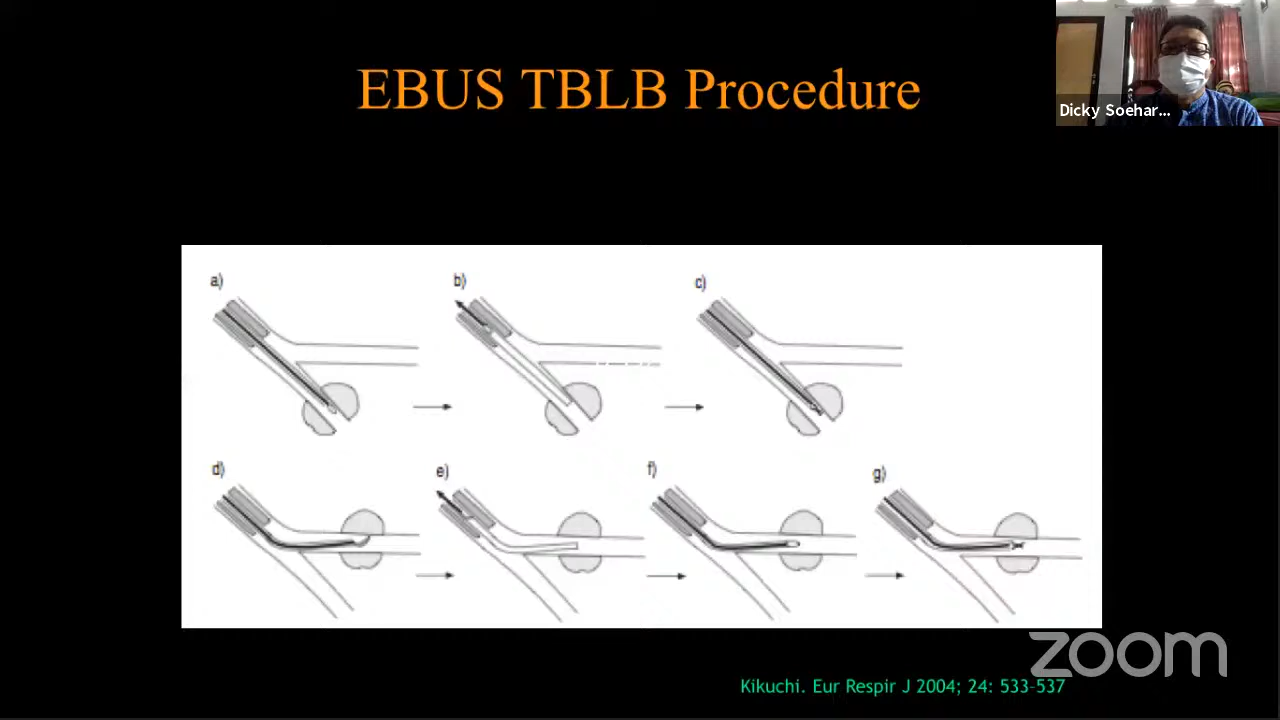 EBUS TBLB Procedure
Dicky Soehar...
a)
b)
c)
d)
e)
f)
g)
zoom
Kikuchi. Eur Respir J 2004; 24: 533-537